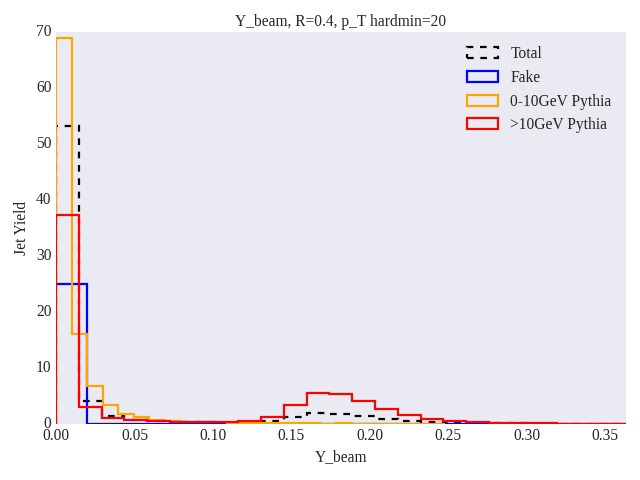 Y_beam, R=0.4, p_T hardmin=20
70
60
50
40
30
20
10
0
Jet Yield
Total
Fake
0-10GeV Pythia
>10GeV Pythia
0.00 0.05 0.10 0.15 0.20 0.25 0.30 0.35
Y_beam